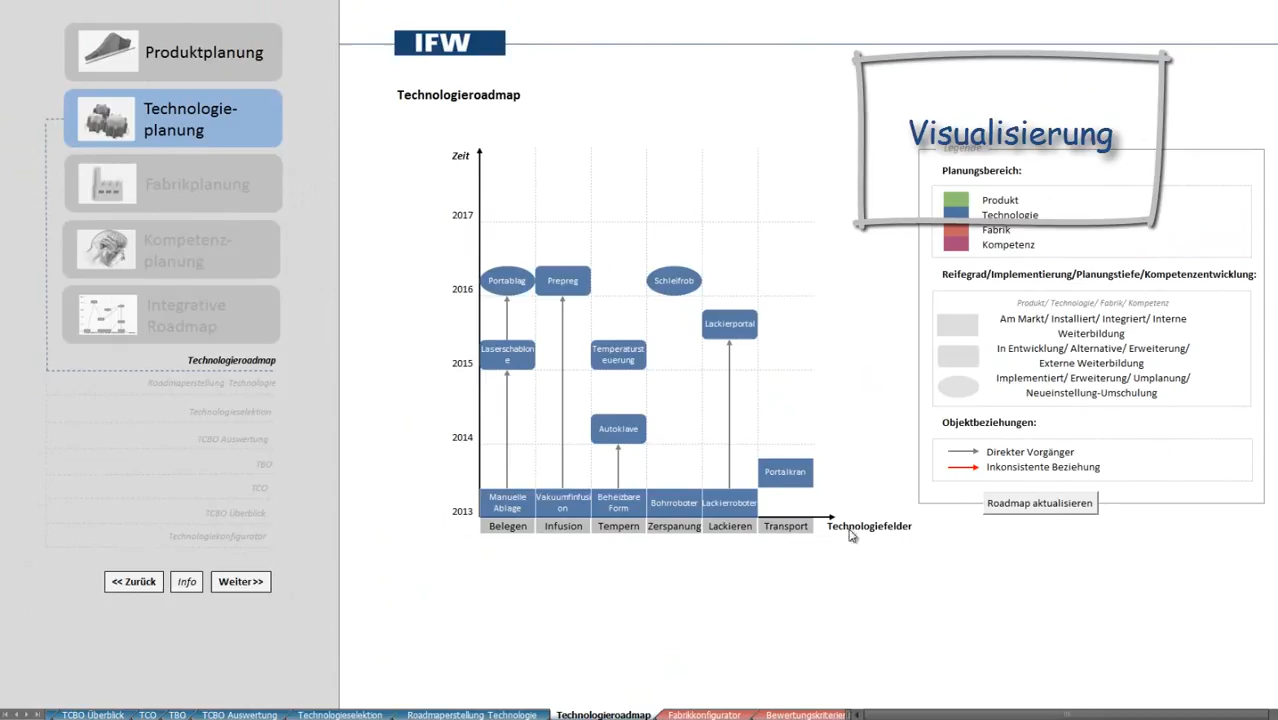 Produktplanung
Technologie-
planung
Fabrikplanung
Kompetenz-
planung
Integrative
Roadmap
Technologieroadmap
Roadmaperstellung Technologie
Technologieselektion
TCBO Auswertung
TBO
TCO
TCBO Überblick
Technologiekonfigurator
<< Zurück
Info
Weiter>>
IFW
Technologieroadmap
Visualisierung
Zeit
2017
2016
2015
2014
2013
Portablag
Prepreg
Schleifrob
Lackierportal
Laserschablon
e
Temperaturst
euerung
Autoklave
Portalkran
Manuelle
Ablage
Vakuumfinfusi
on
Beheizbare
Form
Bohrroboter
Lackierroboter
Belegen
Infusion
Tempern
Zerspanung
Lackieren
Transport
Technologiefelder
Legende
Planungsbereich:
Produkt
Technologie
Fabrik
Kompetenz
Reifegrad/Implementierung/Planungstiefe/Kompetenzentwicklung:
Produkt/ Technologie/ Fabrik/ Kompetenz
Am Markt/ Installiert/ Integriert/ Interne
Weiterbildung
In Entwicklung/ Alternative/ Erweiterung/
Externe Weiterbildung
Implementiert/ Erweiterung/ Umplanung/
Neueinstellung-Umschulung
Objektbeziehungen:
Direkter Vorgänger
Inkonsistente Beziehung
Roadmap aktualisieren
TCBO Überblick
TCO
TBO
TCBO Auswertung
Technologieselektion
Roadmaperstellung Technologie
Technologieroadmap
Fabrikkonfigurator
Bewertungskriterier